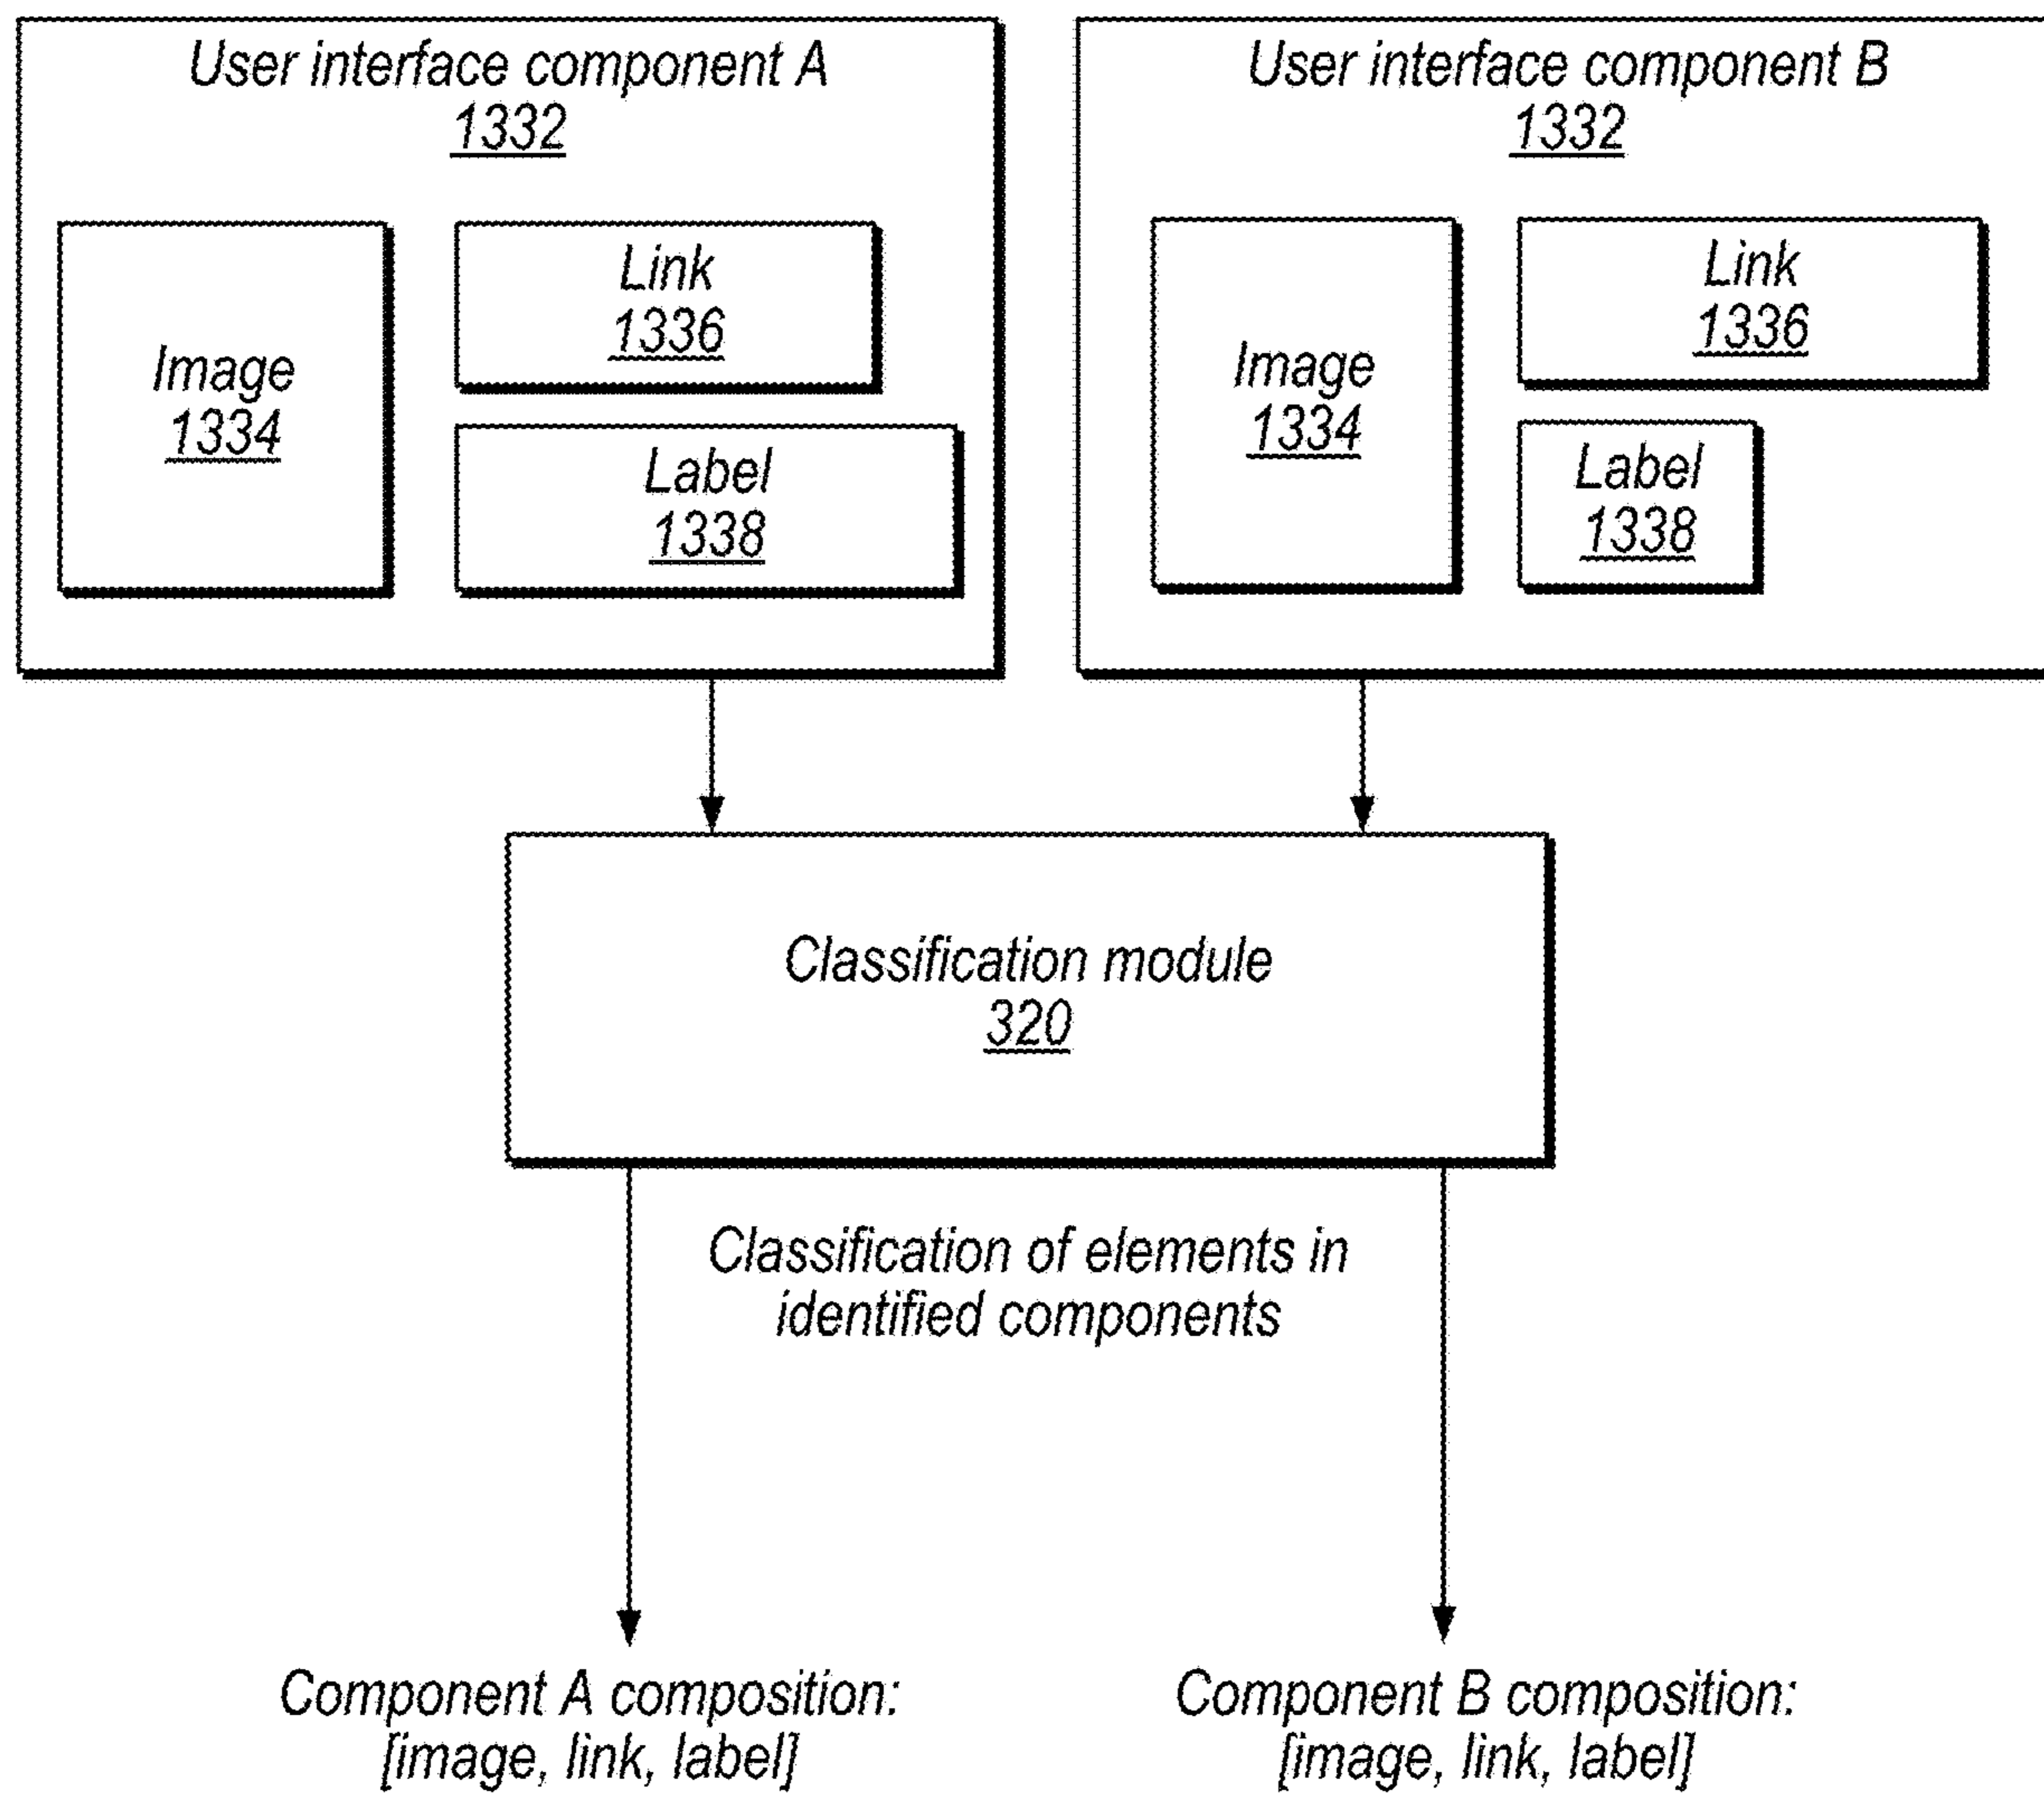 User interface component A
1332
Image
1334
Link
1336
Label
1338
User interface component B
1332
Image
1334
Link
1336
Label
1338
Classification module
320
Classification of elements in
identified components
Component A composition:
[image, link, label]
Component B composition:
[image, link, label]